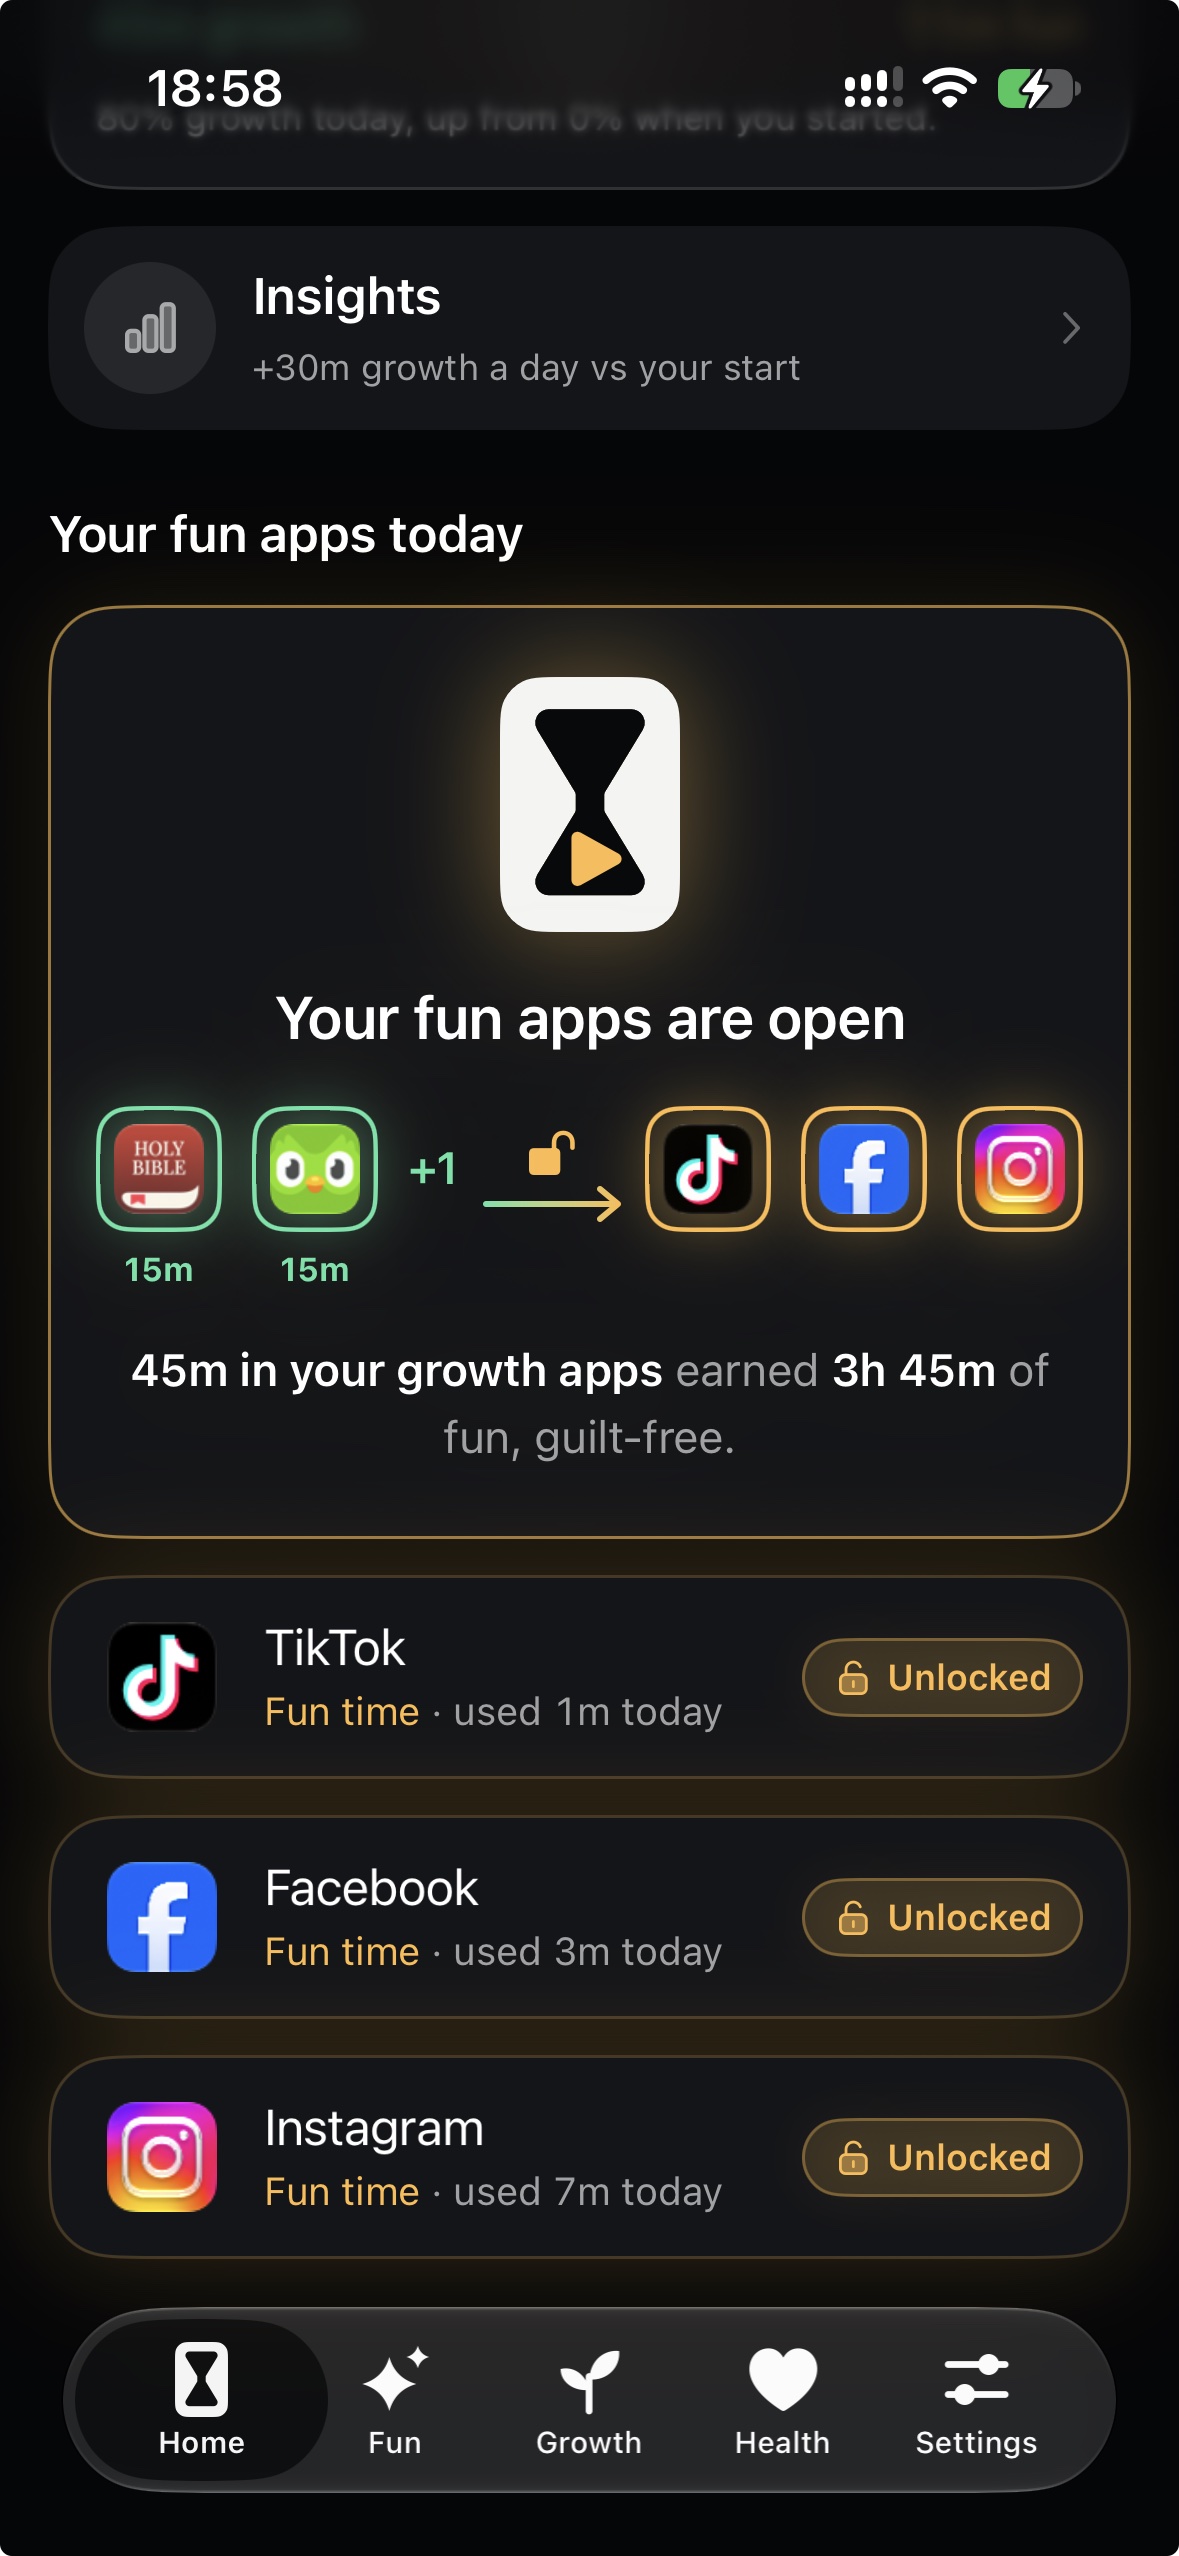 18:58
80% growth today, up from 0% when you started.
Insights
+30m growth a day vs your start
Your fun apps today
Your fun apps are open
HOLY
BIBLE
+1
15m
15m
45m in your growth apps earned 3h 45m of
fun, guilt-free.
TikTok
Fun time · used 1m today
Unlocked
Facebook
Fun time · used 3m today
Unlocked
Instagram
Fun time · used 7m today
Unlocked
Home
Fun
Growth
Health
Settings